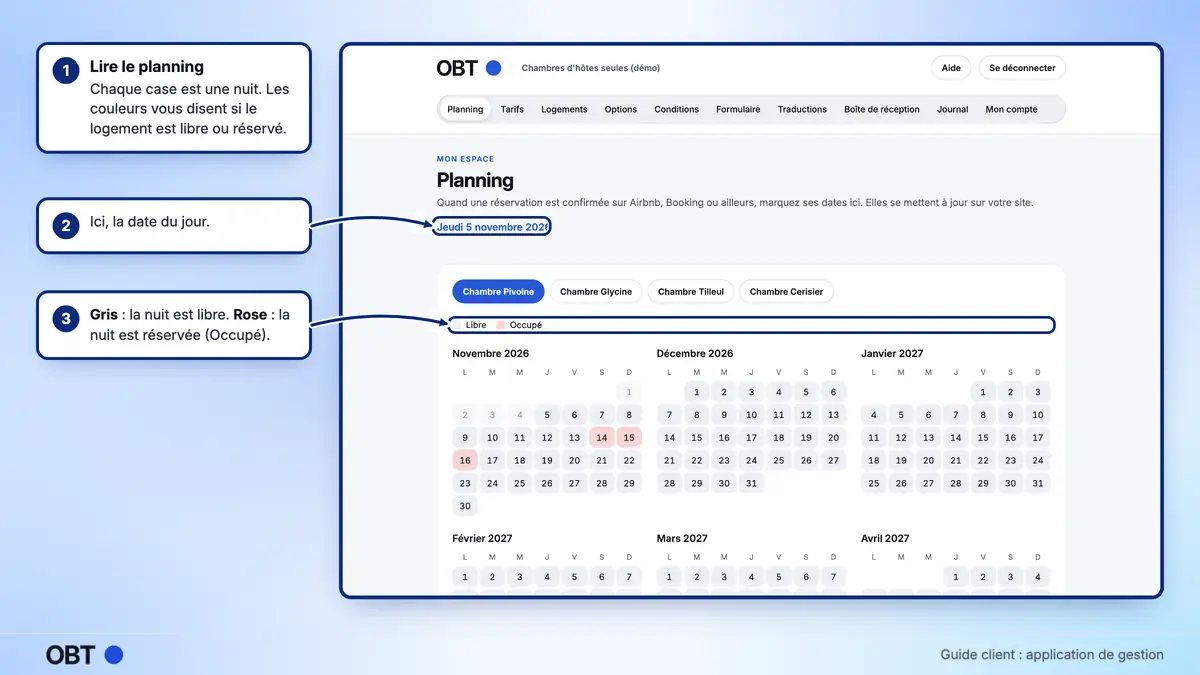 1
Lire le planning
Chaque case est une nuit. Les
couleurs vous disent si le
logement est libre ou réservé.
2
Ici, la date du jour.
3
Gris : la nuit est libre. Rose : la
nuit est réservée (Occupé).
OBT
Chambres d'hôtes seules (démo)
Aide
Se déconnecter
Planning Tarifs Logements Options Conditions Formulaire Traductions Boîte de réception Journal Mon compte
MON ESPACE
Planning
Quand une réservation est confirmée sur Airbnb, Booking ou ailleurs, marquez ses dates ici. Elles se mettent à jour sur votre site.
Jeudi 5 novembre 2026
Chambre Pivoine Chambre Glycine Chambre Tilleul Chambre Cerisier
Libre Occupé
Novembre 2026
L M M J V S D
1
2 3 4 5 6 7 8
9 10 11 12 13 14 15
16 17 18 19 20 21 22
23 24 25 26 27 28 29
30
Décembre 2026
L M M J V S D
1 2 3 4 5 6
7 8 9 10 11 12 13
14 15 16 17 18 19 20
21 22 23 24 25 26 27
28 29 30 31
Janvier 2027
L M M J V S D
1 2 3
4 5 6 7 8 9 10
11 12 13 14 15 16 17
18 19 20 21 22 23 24
25 26 27 28 29 30 31
Février 2027
L M M J V S D
1 2 3 4 5 6 7
Mars 2027
L M M J V S D
1 2 3 4 5 6 7
Avril 2027
L M M J V S D
1 2 3 4
OBT
Guide client : application de gestion